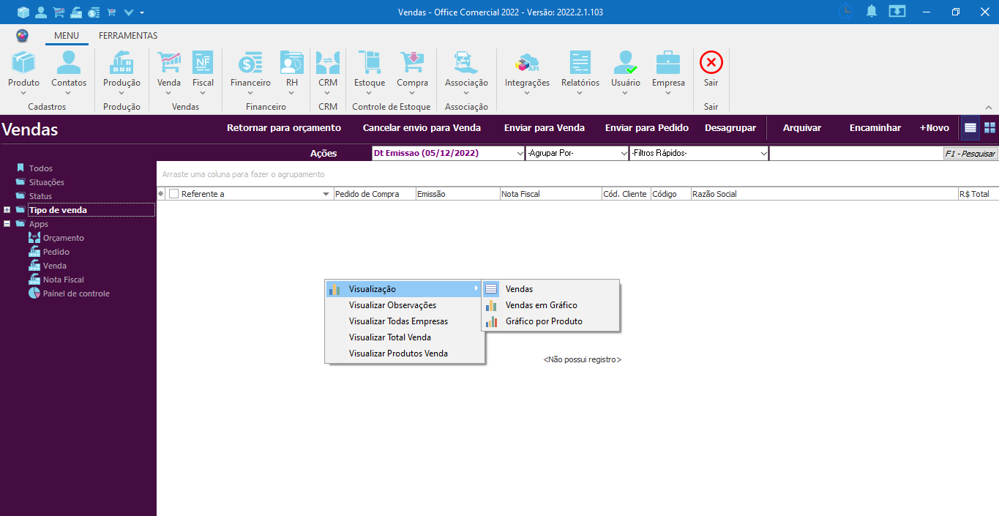 Vendas - Office Comercial 2022 - Versão: 2022.2.1.103
MENU FERRAMENTAS
Produto Contatos Produção Venda NF Fiscal Financeiro RH CRM Estoque Compra Associação API Integrações Relatórios Usuário Empresa Sair
Cadastros Produção Vendas Financeiro CRM Controle de Estoque Associação Sair
Vendas Retornar para orçamento Cancelar envio para Venda Enviar para Venda Enviar para Pedido Desagrupar Arquivar Encaminhar +Novo
Ações Dt Emissao (05/12/2022) -Agrupar Por- -Filtros Rápidos- F1 - Pesquisar
Todos
Situações
Status
Tipo de venda
Apps
Orçamento
Pedido
Venda
Nota Fiscal
Painel de controle
Arraste uma coluna para fazer o agrupamento
Referente a Pedido de Compra Emissão Nota Fiscal Cód. Cliente Código Razão Social R$ Total
Visualização
Visualizar Observações
Visualizar Todas Empresas
Visualizar Total Venda
Visualizar Produtos Venda
Vendas
Vendas em Gráfico
Gráfico por Produto
<Não possui registro>